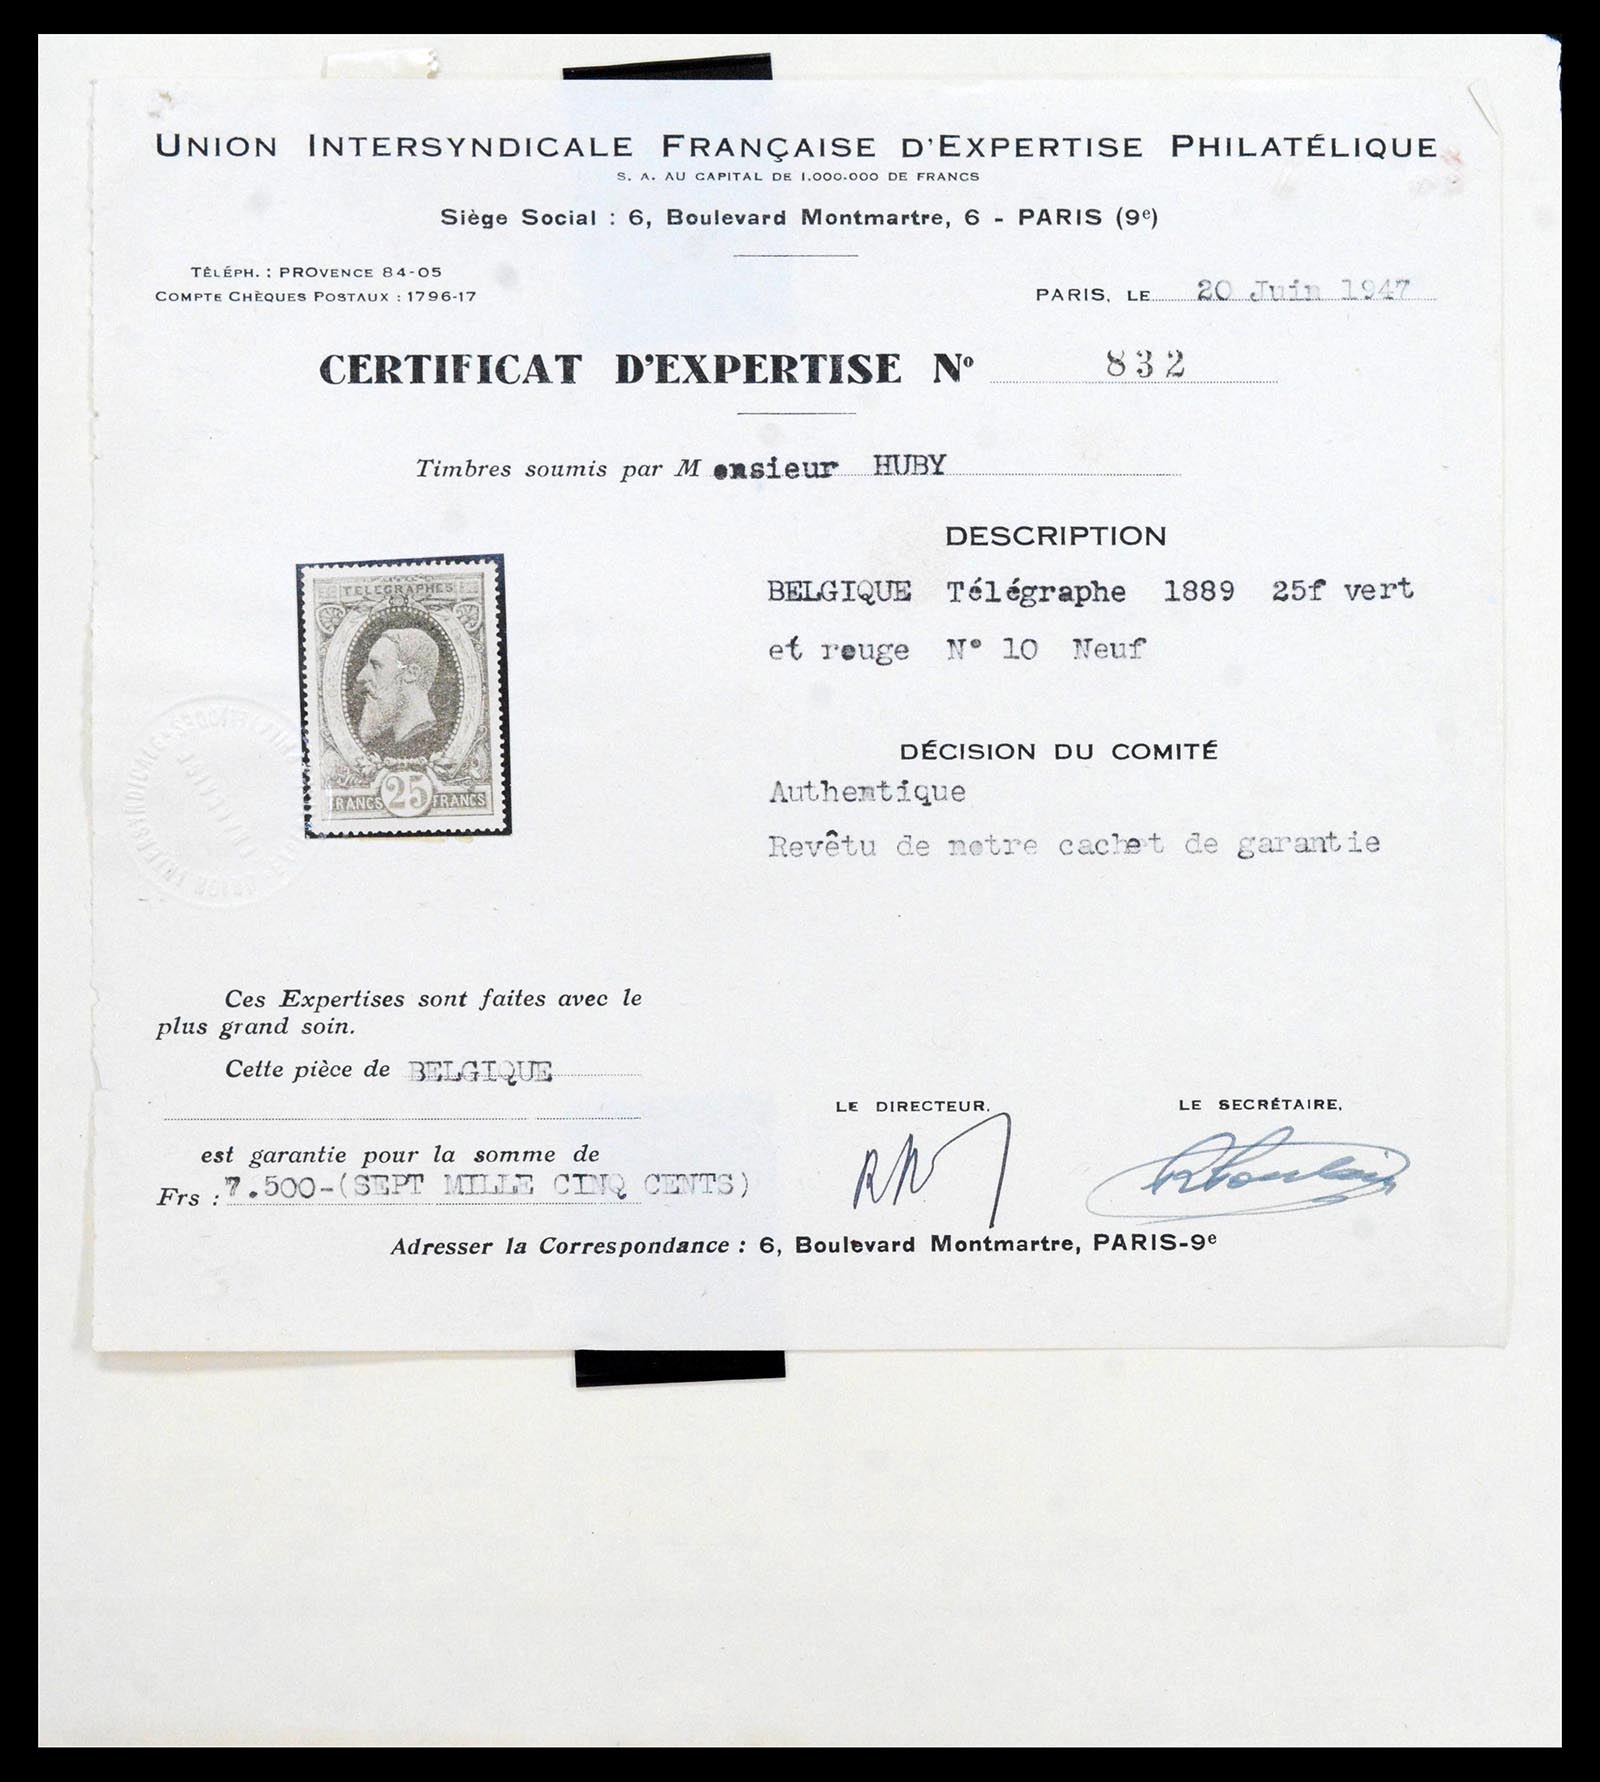 UNION INTERSYNDICALE FRANÇAISE D'EXPERTISE PHILATÉLIQUE
S. A. AU CAPITAL DE 1.000.000 DE FRANCS
Siège Social : 6, Boulevard Montmartre, 6 - PARIS (9e)
TÉLÉPH. : PROVENCE 84-05
COMPTE CHÈQUES POSTAUX : 1796-17
PARIS, LE 20 Juin 1947
CERTIFICAT D'EXPERTISE No 832
Timbres soumis par Monsieur HUBY
DESCRIPTION
BELGIQUE Télégraphe 1889 25f vert
et rouge N° 10 Neuf
TELEGRAPHES
FRANCS 25 FRANCS
DÉCISION DU COMITÉ
Authentique
Revêtu de notre cachet de garantie
Ces Expertises sont faites avec le
plus grand soin.
Cette pièce de BELGIQUE
est garantie pour la somme de
Frs : 7.500-(SEPT MILLE CINQ CENTS)
LE DIRECTEUR,
LE SECRÉTAIRE,
Adresser la Correspondance : 6, Boulevard Montmartre, PARIS-9e